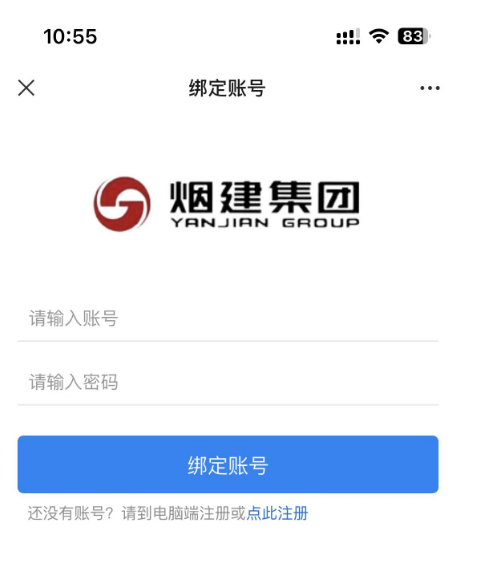 10:55
83
绑定账号
烟建集团
YANJIAN GROUP
请输入账号
请输入密码
绑定账号
还没有账号？请到电脑端注册或点此注册